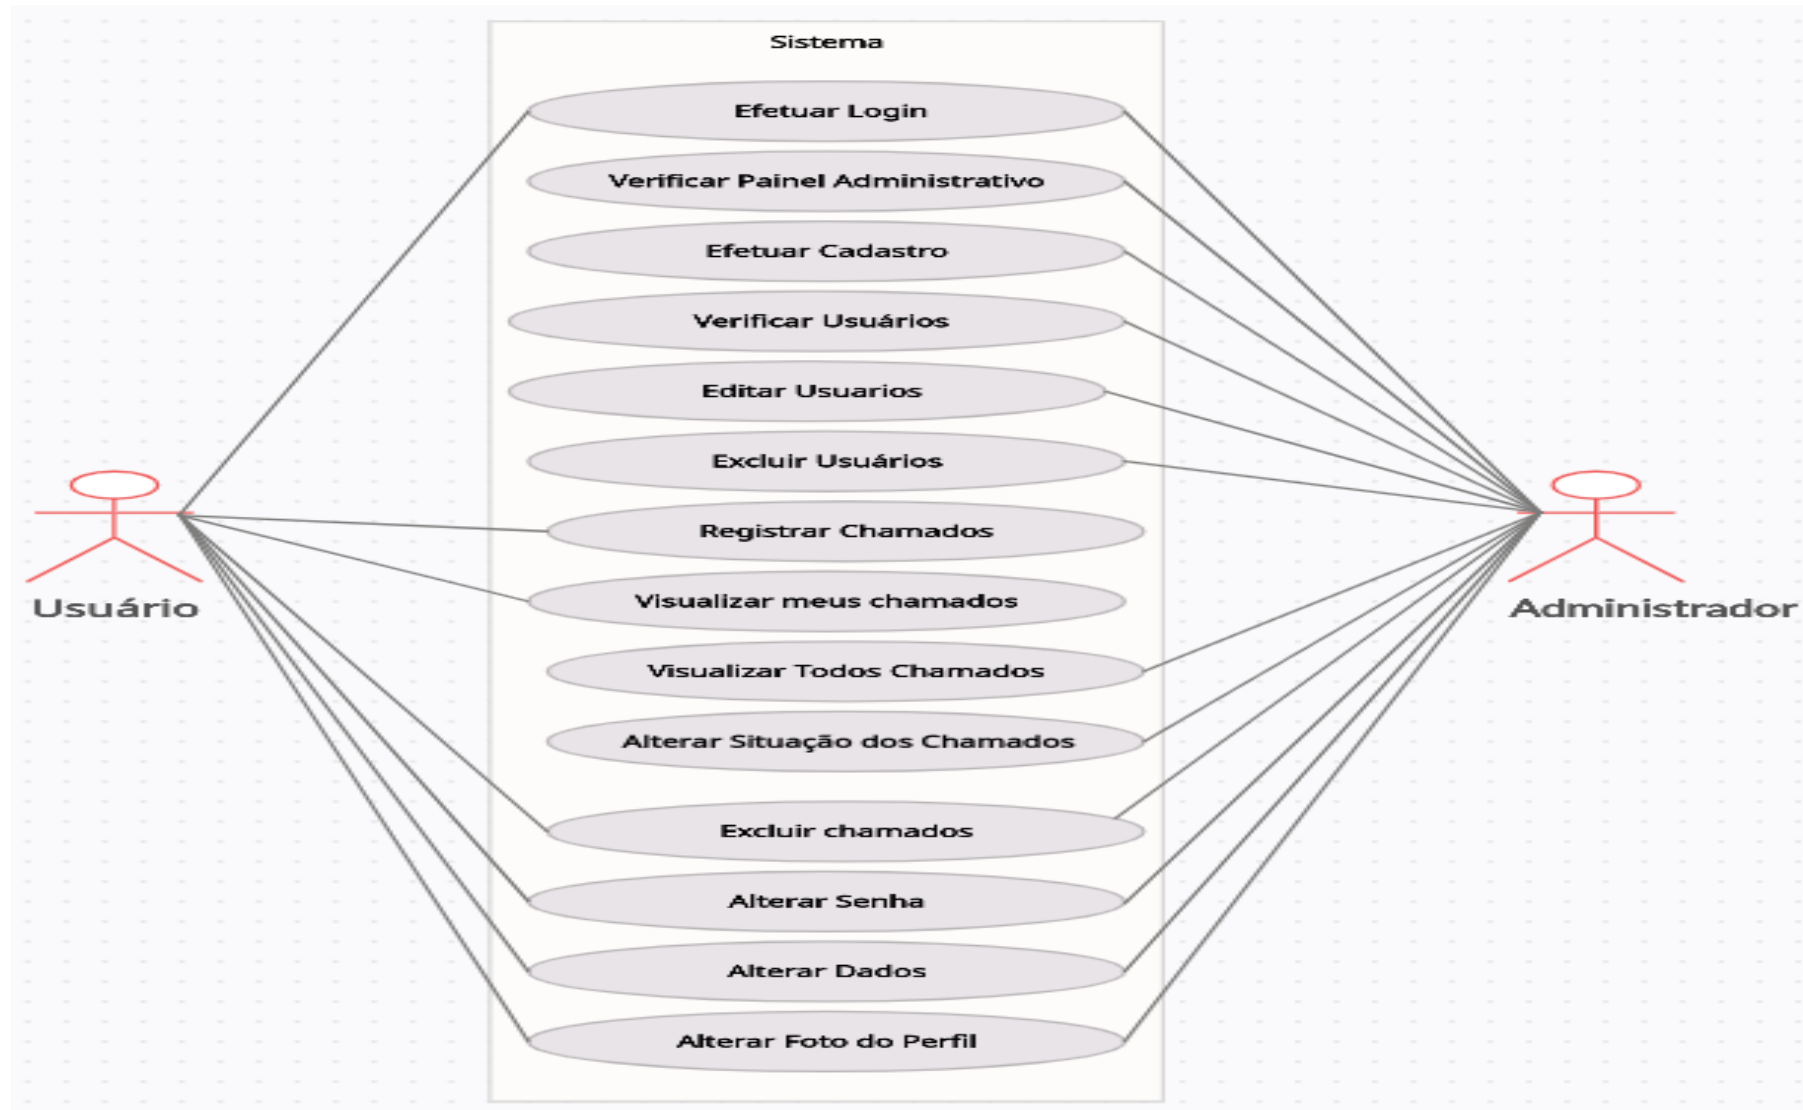 Sistema
Efetuar Login
Verificar Painel Administrativo
Efetuar Cadastro
Verificar Usuários
Editar Usuarios
Excluir Usuários
Registrar Chamados
Visualizar meus chamados
Visualizar Todos Chamados
Alterar Situação dos Chamados
Excluir chamados
Alterar Senha
Alterar Dados
Alterar Foto do Perfil
Usuário
Administrador